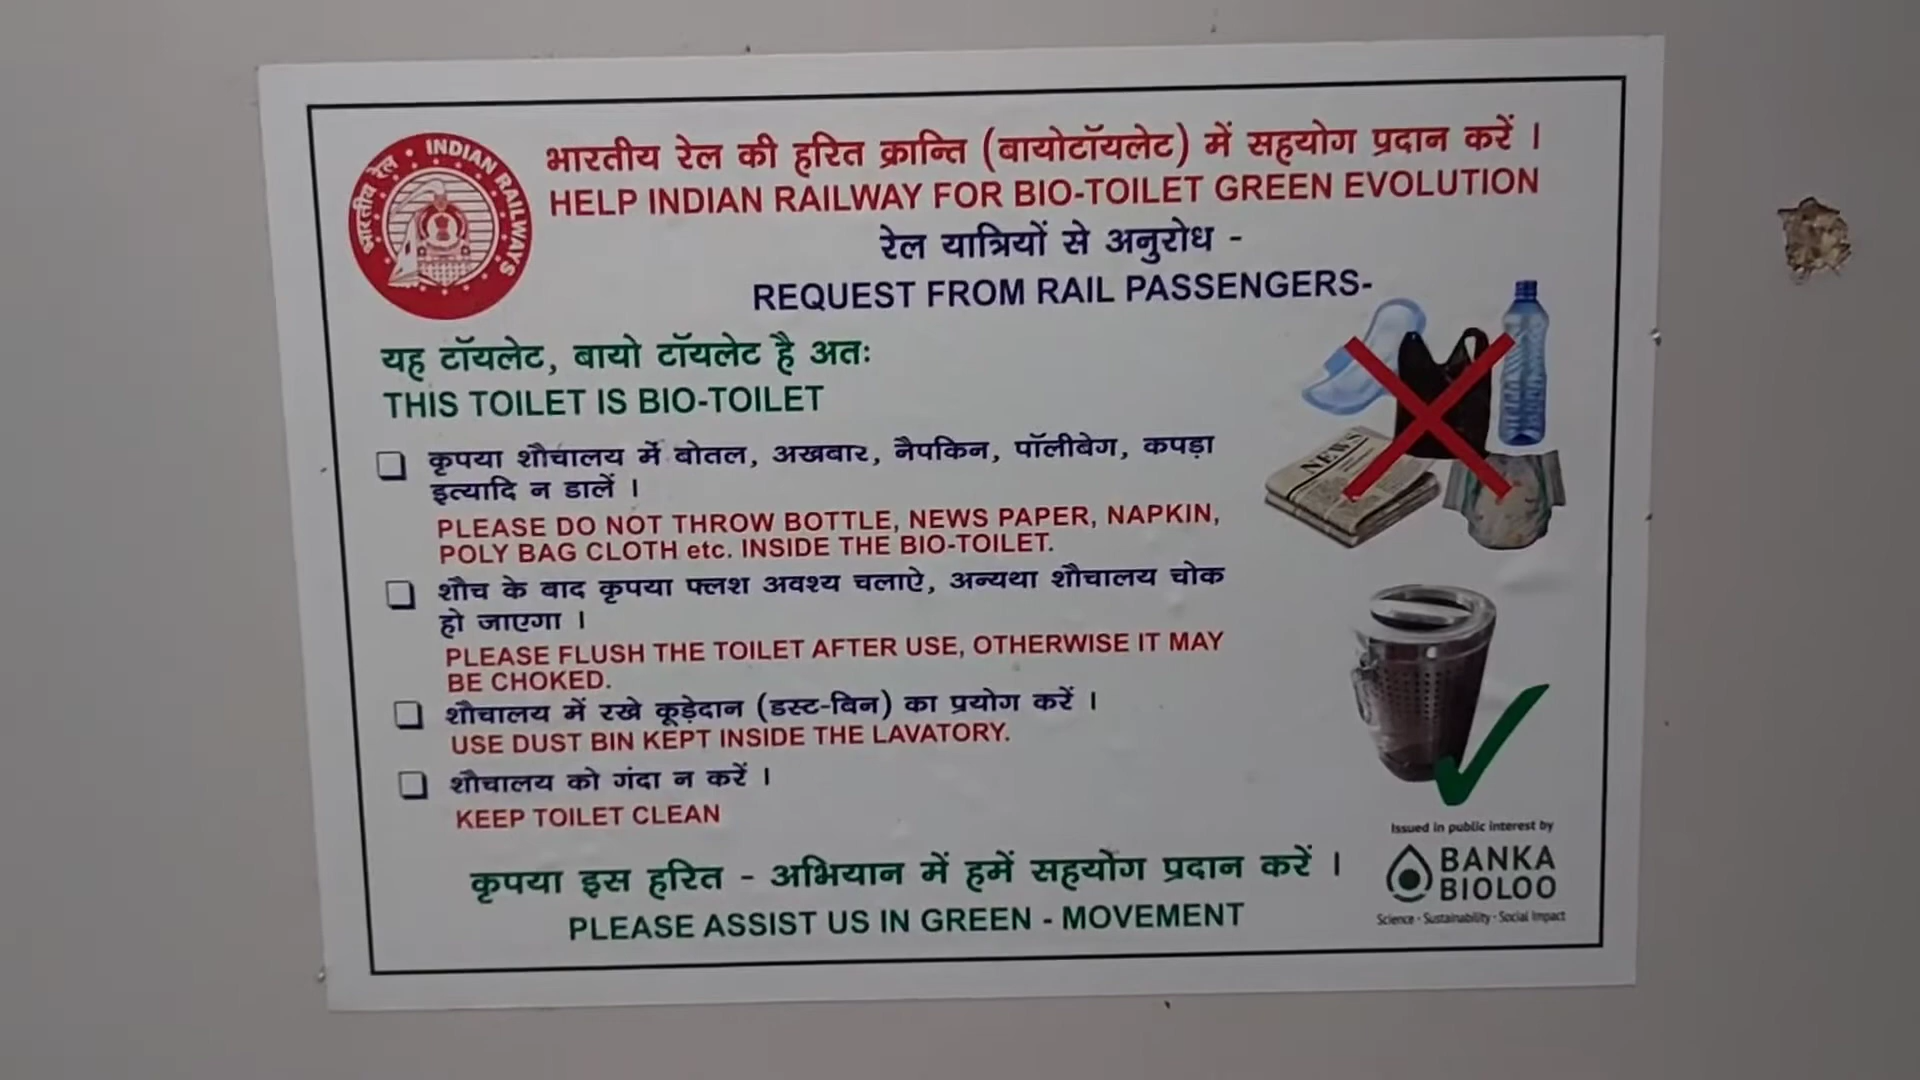 भारतीय रेल • INDIAN RAILWAYS
भारतीय रेल की हरित क्रान्ति (बायोटॉयलेट) में सहयोग प्रदान करें ।
HELP INDIAN RAILWAY FOR BIO-TOILET GREEN EVOLUTION
रेल यात्रियों से अनुरोध -
REQUEST FROM RAIL PASSENGERS-
यह टॉयलेट, बायो टॉयलेट है अतः
THIS TOILET IS BIO-TOILET
कृपया शौचालय में बोतल, अखबार, नैपकिन, पॉलीबेग, कपड़ा
इत्यादि न डालें ।
PLEASE DO NOT THROW BOTTLE, NEWS PAPER, NAPKIN,
POLY BAG CLOTH etc. INSIDE THE BIO-TOILET.
शौच के बाद कृपया फ्लश अवश्य चलाऐ, अन्यथा शौचालय चोक
हो जाएगा ।
PLEASE FLUSH THE TOILET AFTER USE, OTHERWISE IT MAY
BE CHOKED.
शौचालय में रखे कूड़ेदान (डस्ट-विन) का प्रयोग करें ।
USE DUST BIN KEPT INSIDE THE LAVATORY.
शौचालय को गंदा न करें ।
KEEP TOILET CLEAN
NEWS
कृपया इस हरित - अभियान में हमें सहयोग प्रदान करें ।
PLEASE ASSIST US IN GREEN - MOVEMENT
Issued in public interest by
BANKA
BIOLOO
Science - Sustainability - Social Impact